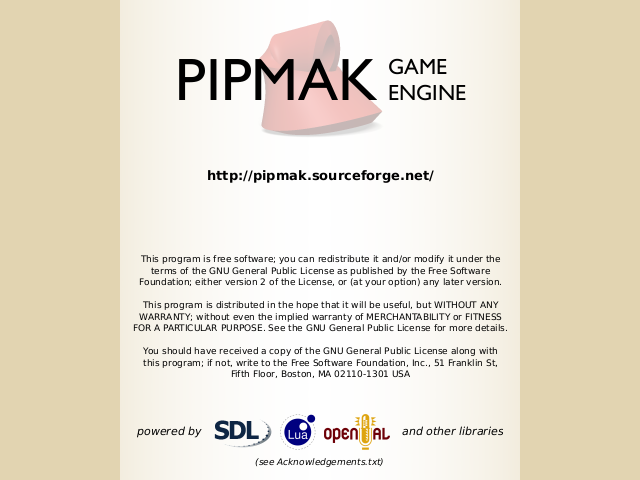 PIPMAK GAME
ENGINE
http://pipmak.sourceforge.net/
This program is free software; you can redistribute it and/or modify it under the
terms of the GNU General Public License as published by the Free Software
Foundation; either version 2 of the License, or (at your option) any later version.
This program is distributed in the hope that it will be useful, but WITHOUT ANY
WARRANTY; without even the implied warranty of MERCHANTABILITY or FITNESS
FOR A PARTICULAR PURPOSE. See the GNU General Public License for more details.
You should have received a copy of the GNU General Public License along with
this program; if not, write to the Free Software Foundation, Inc., 51 Franklin St,
Fifth Floor, Boston, MA 02110-1301 USA
powered by SDL Lua OPENAL and other libraries
(see Acknowledgements.txt)